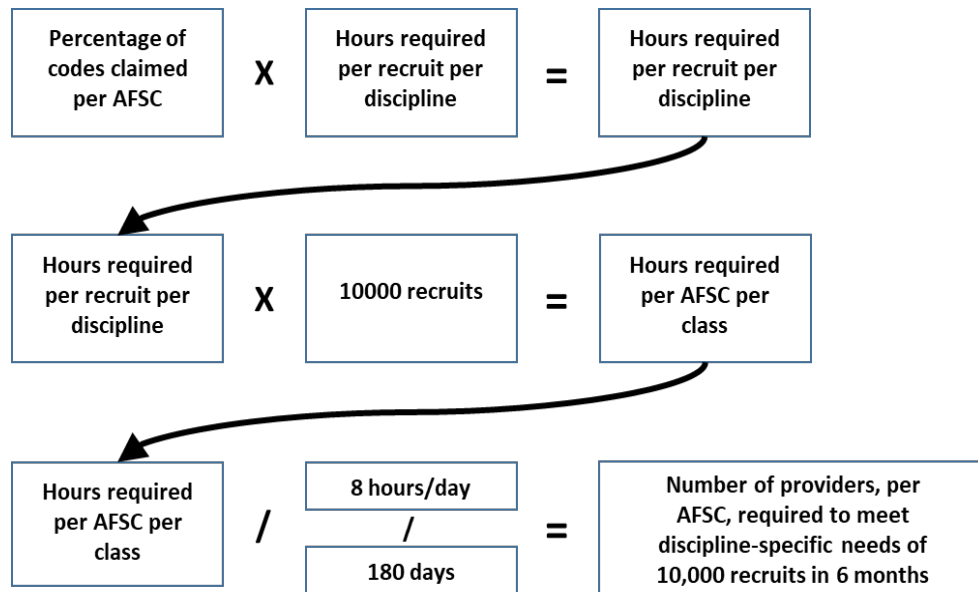 Percentage of
codes claimed
per AFSC
X
Hours required
per recruit per
discipline
=
Hours required
per recruit per
discipline
Hours required
per recruit per
discipline
X
10000 recruits
=
Hours required
per AFSC per
class
Hours required
per AFSC per
class
/
8 hours/day
/
180 days
=
Number of providers, per
AFSC, required to meet
discipline-specific needs of
10,000 recruits in 6 months